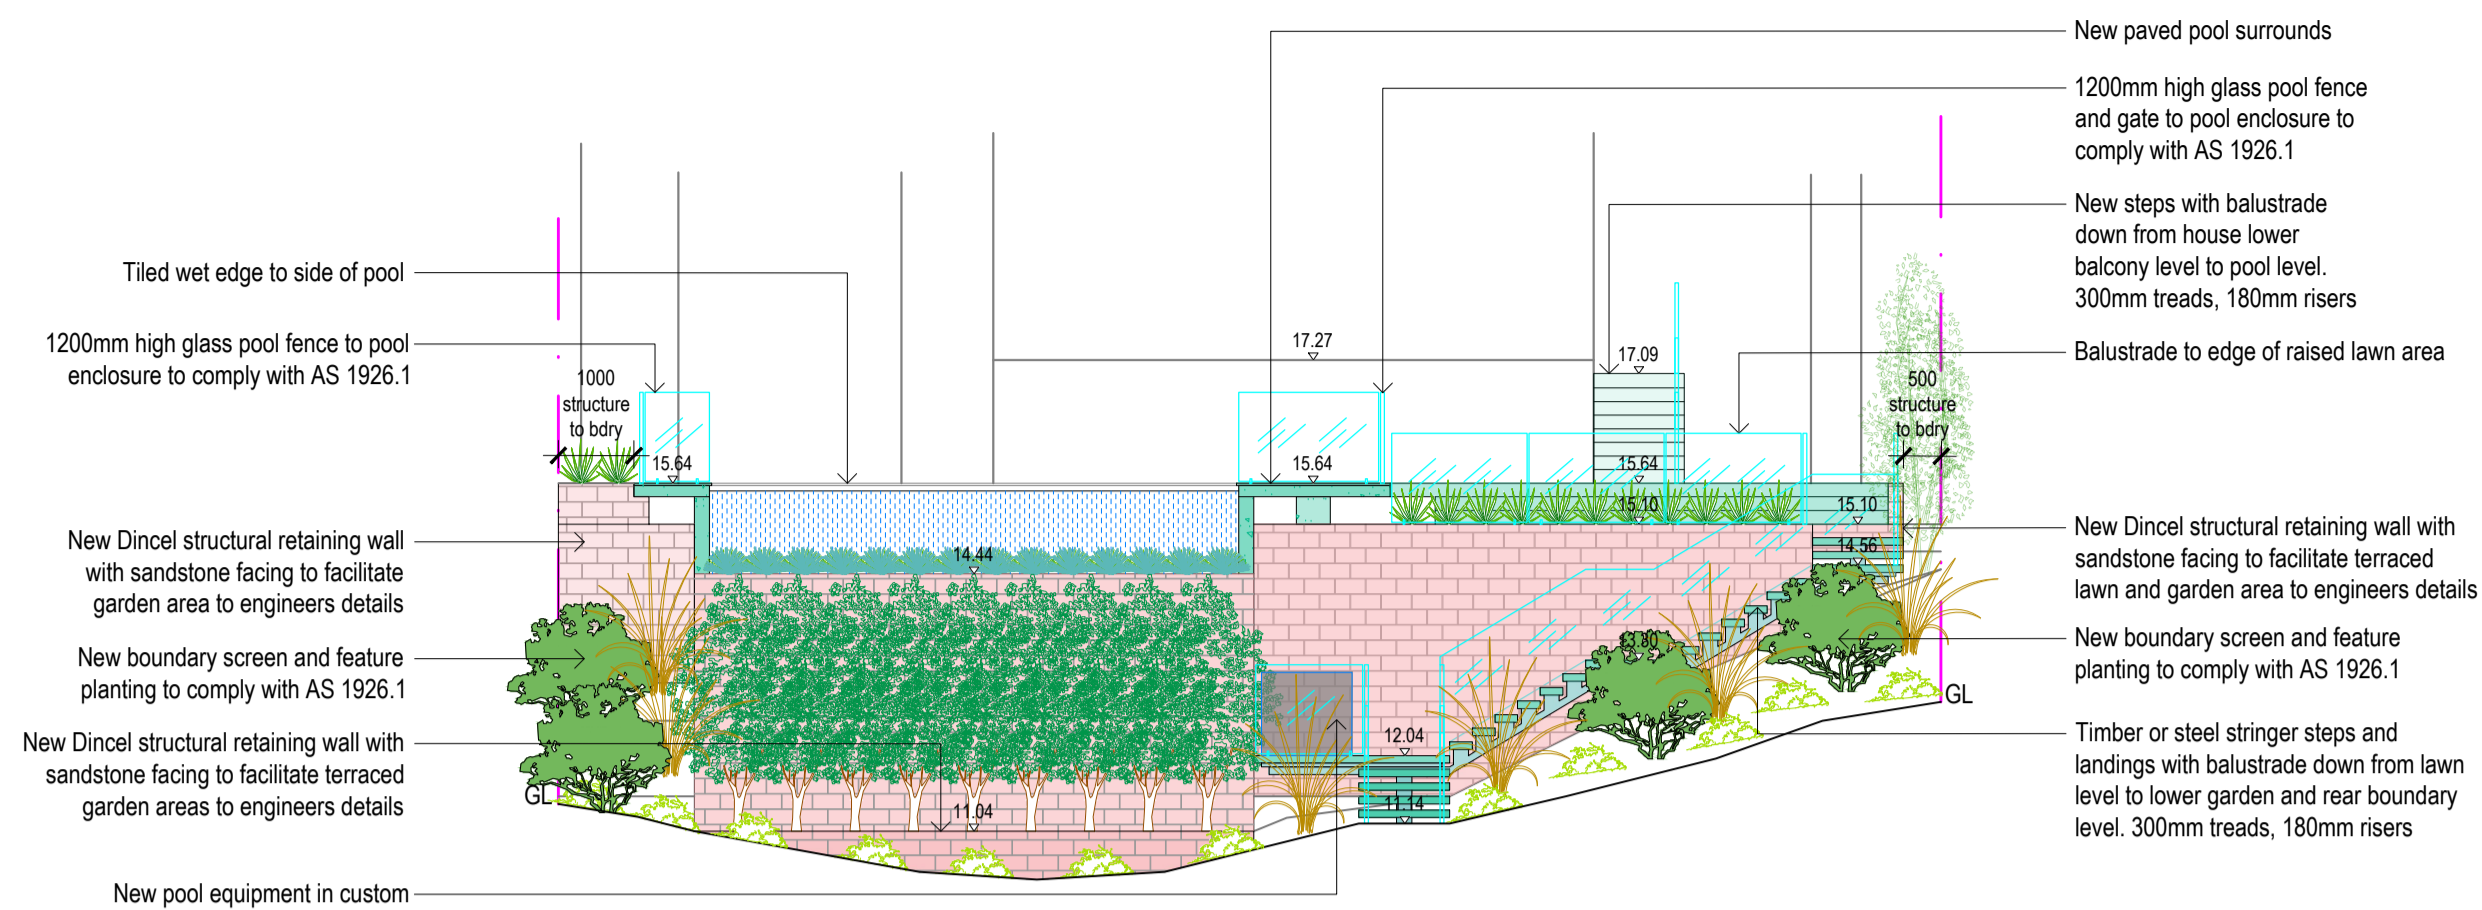 New paved pool surrounds
1200mm high glass pool fence
and gate to pool enclosure to
comply with AS 1926.1
New steps with balustrade
down from house lower
balcony level to pool level.
300mm treads, 180mm risers
Balustrade to edge of raised lawn area
New Dincel structural retaining wall with
sandstone facing to facilitate terraced
lawn and garden area to engineers details
New boundary screen and feature
planting to comply with AS 1926.1
Timber or steel stringer steps and
landings with balustrade down from lawn
level to lower garden and rear boundary
level. 300mm treads, 180mm risers
Tiled wet edge to side of pool
1200mm high glass pool fence to pool
enclosure to comply with AS 1926.1
New Dincel structural retaining wall
with sandstone facing to facilitate
garden area to engineers details
New boundary screen and feature
planting to comply with AS 1926.1
New Dincel structural retaining wall with
sandstone facing to facilitate terraced
garden areas to engineers details
New pool equipment in custom
1000
structure
to bdry
500
structure
to bdry
17.27
17.09
15.64
15.64
15.64
15.10
15.10
14.56
14.44
12.04
11.14
11.04
GL
GL